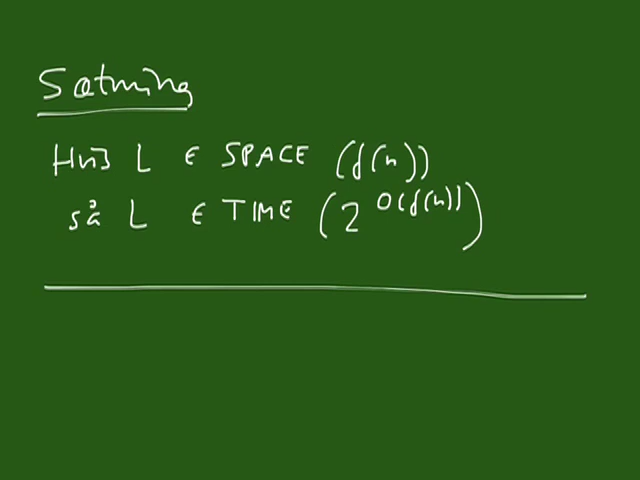 Sætning
Hvis L ∈ SPACE (f(n))
så L ∈ TIME (2^O(f(n)))